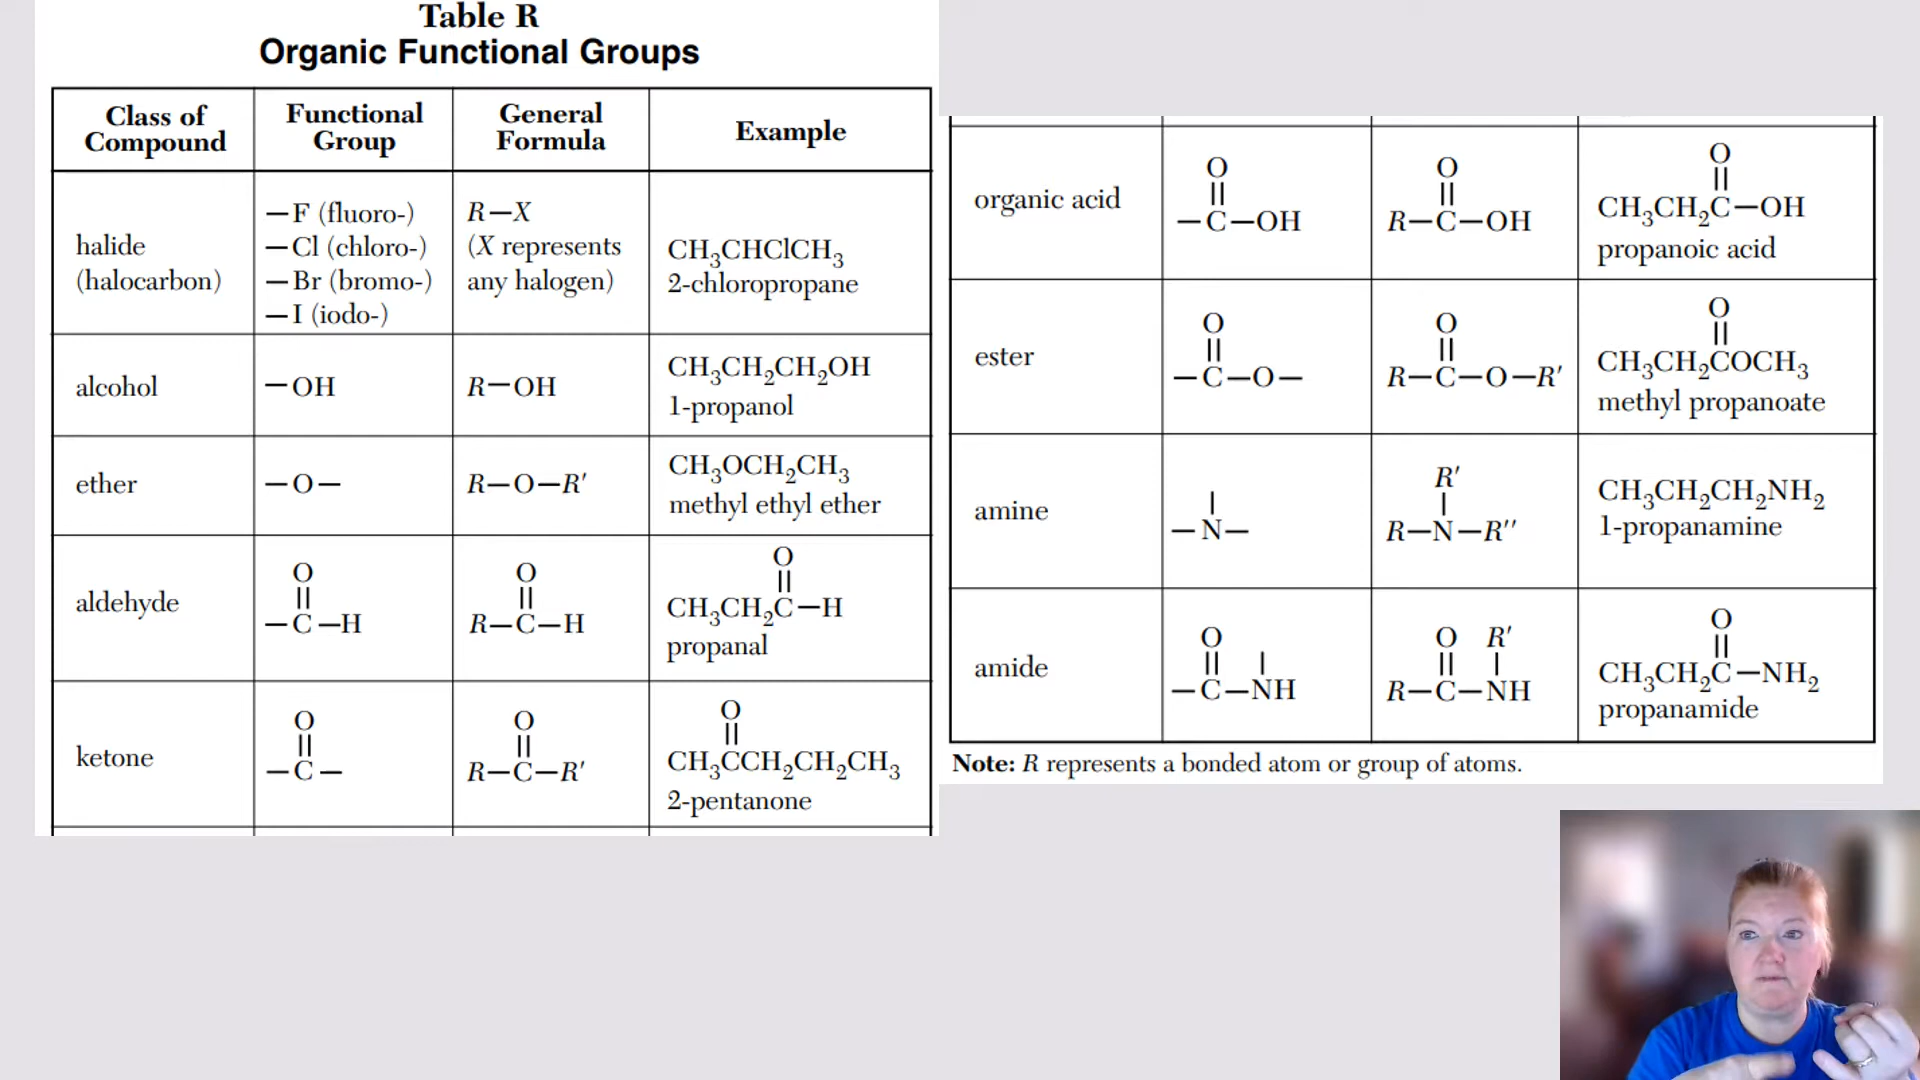 Table R
Organic Functional Groups
Class of Compound | Functional Group | General Formula | Example
halide (halocarbon)
—F (fluoro-)
—Cl (chloro-)
—Br (bromo-)
—I (iodo-)
R—X
(X represents
any halogen)
CH₃CHClCH₃
2-chloropropane
alcohol
—OH
R—OH
CH₃CH₂CH₂OH
1-propanol
ether
—O—
R—O—R′
CH₃OCH₂CH₃
methyl ethyl ether
aldehyde
O
||
—C—H
O
||
R—C—H
O
||
CH₃CH₂C—H
propanal
ketone
O
||
—C—
O
||
R—C—R′
O
||
CH₃CCH₂CH₂CH₃
2-pentanone
organic acid
O
||
—C—OH
O
||
R—C—OH
O
||
CH₃CH₂C—OH
propanoic acid
ester
O
||
—C—O—
O
||
R—C—O—R′
O
||
CH₃CH₂COCH₃
methyl propanoate
amine
|
—N—
R′
|
R—N—R′′
CH₃CH₂CH₂NH₂
1-propanamine
amide
O
|| |
—C—NH
O R′
|| |
R—C—NH
O
||
CH₃CH₂C—NH₂
propanamide
Note: R represents a bonded atom or group of atoms.